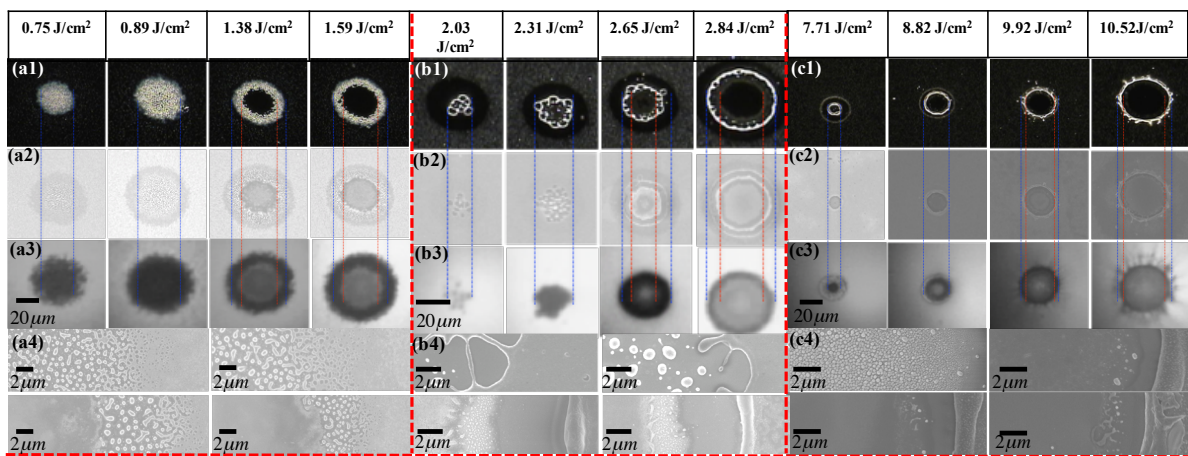 0.75 J/cm² 0.89 J/cm² 1.38 J/cm² 1.59 J/cm² 2.03 J/cm² 2.31 J/cm² 2.65 J/cm² 2.84 J/cm² 7.71 J/cm² 8.82 J/cm² 9.92 J/cm² 10.52J/cm²
(a1) (b1) (c1)
(a2) (b2) (c2)
(a3) (b3) (c3)
20μm 20μm 20μm
(a4) (b4) (c4)
2μm 2μm 2μm 2μm 2μm 2μm
2μm 2μm 2μm 2μm 2μm 2μm